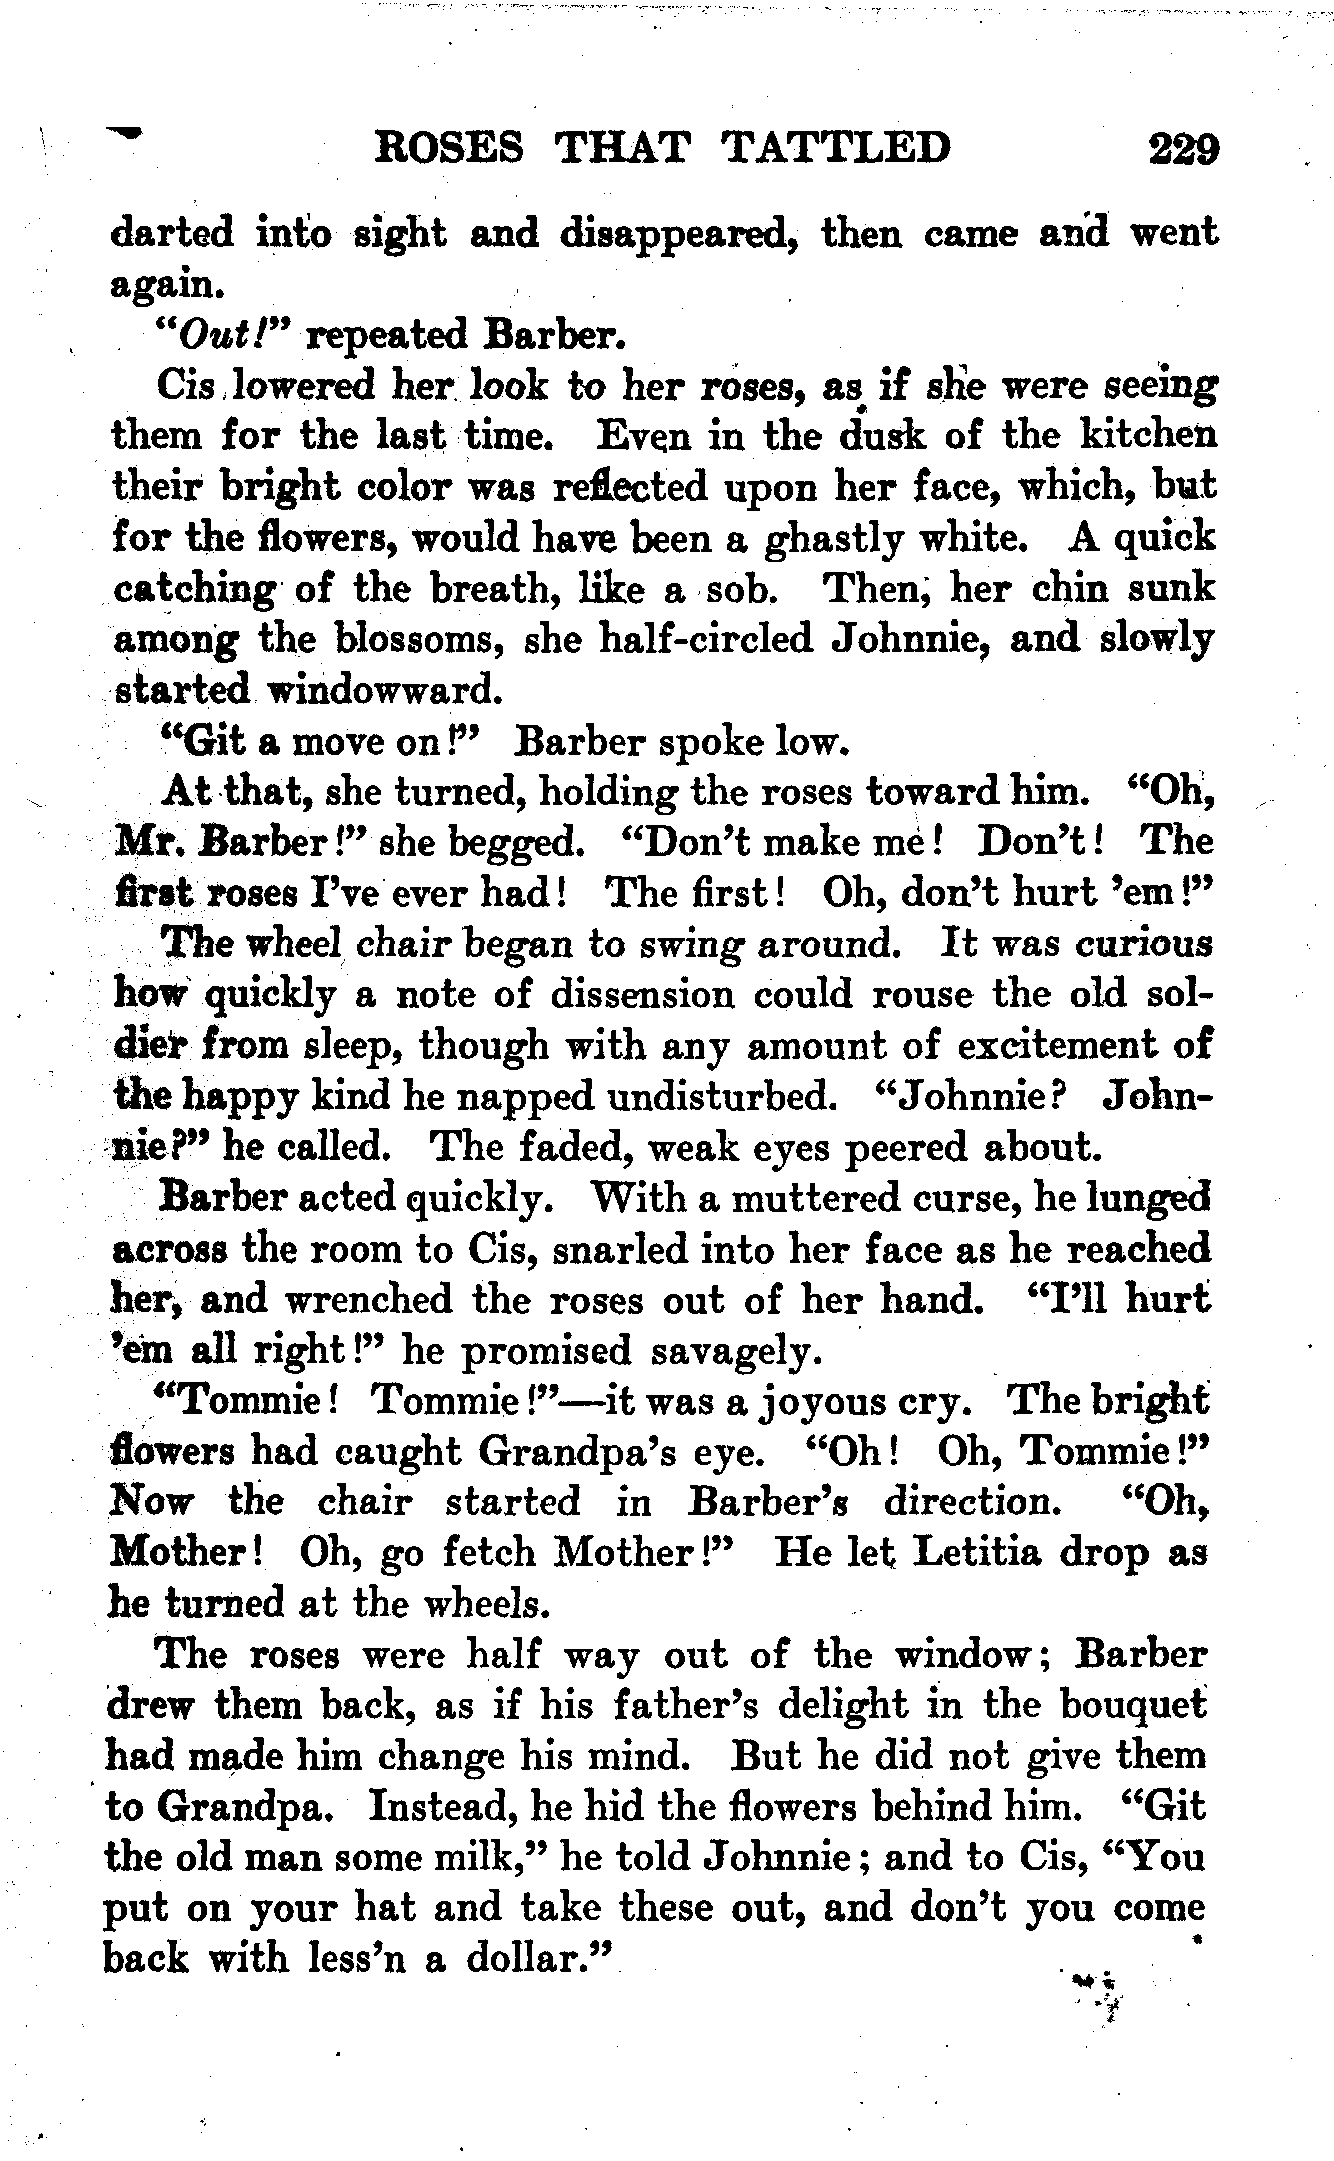 ROSES THAT TATTLED 229
darted into sight and disappeared, then came and went
again.
"Out!" repeated Barber.
Cis lowered her look to her roses, as if she were seeing
them for the last time. Even in the dusk of the kitchen
their bright color was reflected upon her face, which, but
for the flowers, would have been a ghastly white. A quick
catching of the breath, like a sob. Then, her chin sunk
among the blossoms, she half-circled Johnnie, and slowly
started windowward.
"Git a move on!" Barber spoke low.
At that, she turned, holding the roses toward him. "Oh,
Mr. Barber!" she begged. "Don't make me! Don't! The
first roses I've ever had! The first! Oh, don't hurt 'em!"
The wheel chair began to swing around. It was curious
how quickly a note of dissension could rouse the old sol-
dier from sleep, though with any amount of excitement of
the happy kind he napped undisturbed. "Johnnie? John-
nie?" he called. The faded, weak eyes peered about.
Barber acted quickly. With a muttered curse, he lunged
across the room to Cis, snarled into her face as he reached
her, and wrenched the roses out of her hand. "I'll hurt
'em all right!" he promised savagely.
"Tommie! Tommie!"—it was a joyous cry. The bright
flowers had caught Grandpa's eye. "Oh! Oh, Tommie!"
Now the chair started in Barber's direction. "Oh,
Mother! Oh, go fetch Mother!" He let Letitia drop as
he turned at the wheels.
The roses were half way out of the window; Barber
drew them back, as if his father's delight in the bouquet
had made him change his mind. But he did not give them
to Grandpa. Instead, he hid the flowers behind him. "Git
the old man some milk," he told Johnnie; and to Cis, "You
put on your hat and take these out, and don't you come
back with less'n a dollar."